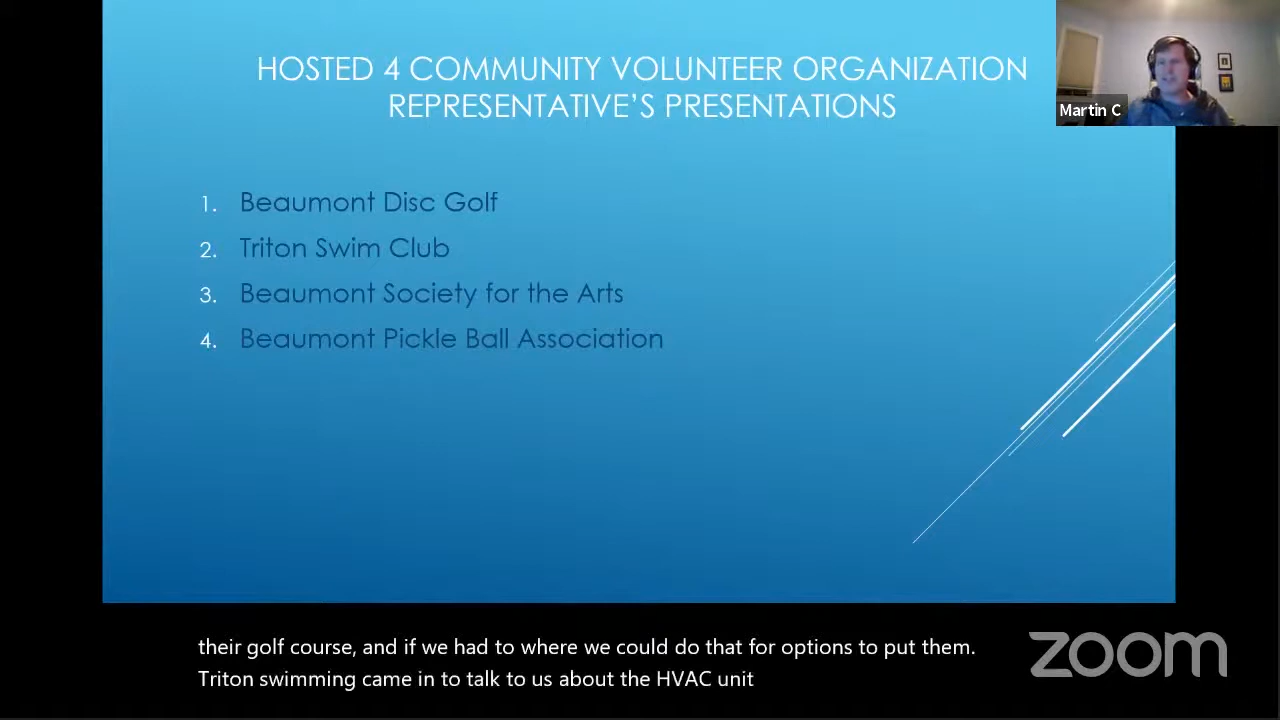 HOSTED 4 COMMUNITY VOLUNTEER ORGANIZATION
REPRESENTATIVE'S PRESENTATIONS
Martin C
1. Beaumont Disc Golf
2. Triton Swim Club
3. Beaumont Society for the Arts
4. Beaumont Pickle Ball Association
their golf course, and if we had to where we could do that for options to put them.
Triton swimming came in to talk to us about the HVAC unit
zoom